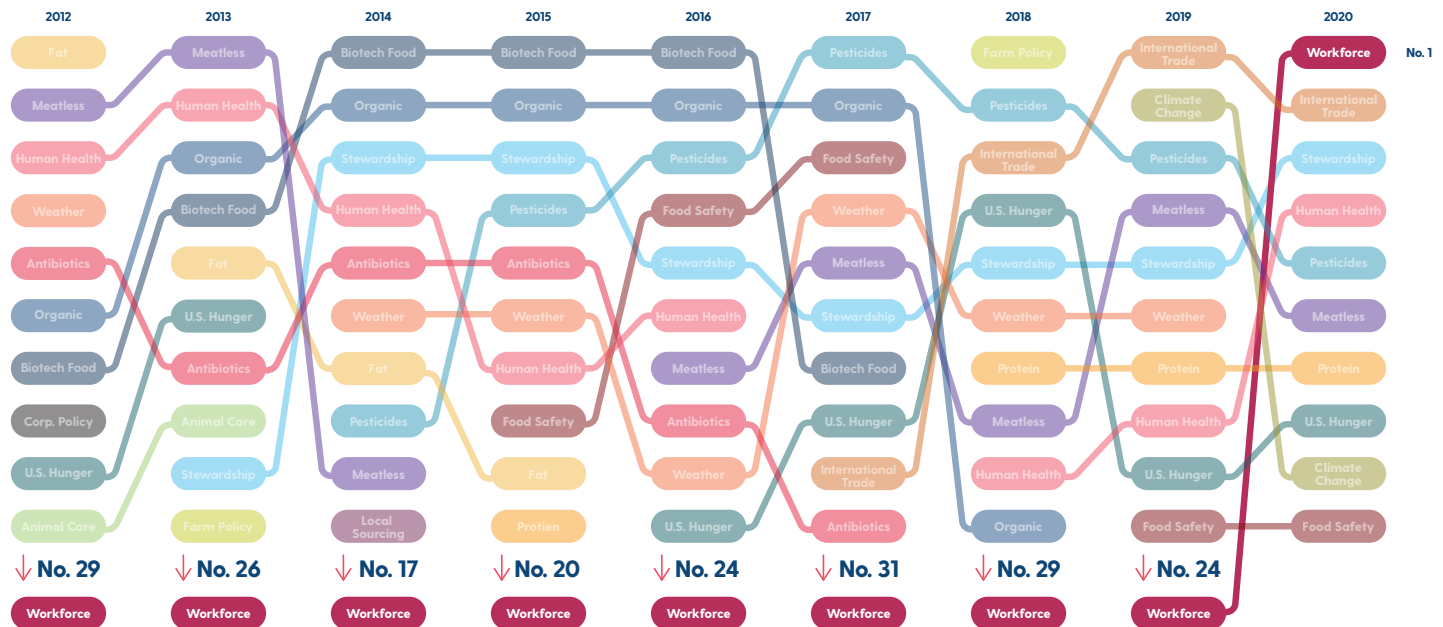 2012 2013 2014 2015 2016 2017 2018 2019 2020
Fat Meatless Biotech Food Biotech Food Biotech Food Pesticides Farm Policy International Trade Workforce No. 1
Meatless Human Health Organic Organic Organic Organic Pesticides Climate Change International Trade
Human Health Organic Stewardship Stewardship Pesticides Food Safety International Trade Pesticides Stewardship
Weather Biotech Food Human Health Pesticides Food Safety Weather U.S. Hunger Meatless Human Health
Antibiotics Fat Antibiotics Antibiotics Stewardship Meatless Stewardship Stewardship Pesticides
Organic U.S. Hunger Weather Weather Human Health Stewardship Weather Weather Meatless
Biotech Food Antibiotics Fat Human Health Meatless Biotech Food Protein Protein Protein
Corp. Policy Animal Care Pesticides Food Safety Antibiotics U.S. Hunger Meatless Human Health U.S. Hunger
U.S. Hunger Stewardship Meatless Fat Weather International Trade Human Health U.S. Hunger Climate Change
Animal Care Farm Policy Local Sourcing Protien U.S. Hunger Antibiotics Organic Food Safety Food Safety
No. 29 No. 26 No. 17 No. 20 No. 24 No. 31 No. 29 No. 24
Workforce Workforce Workforce Workforce Workforce Workforce Workforce Workforce